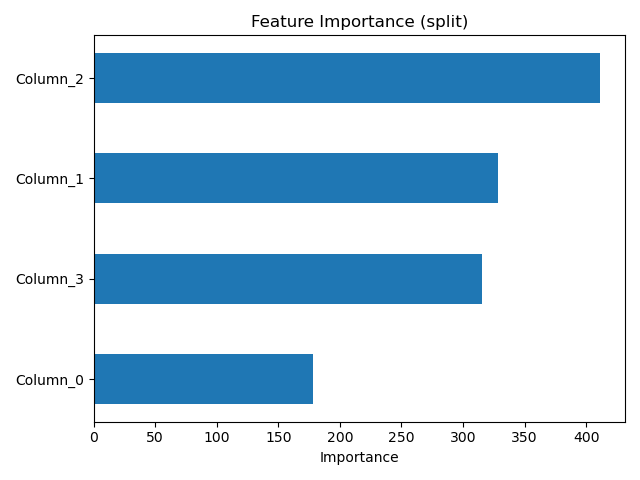 Feature Importance (split)
Column_2
Column_1
Column_3
Column_0
0 50 100 150 200 250 300 350 400
Importance